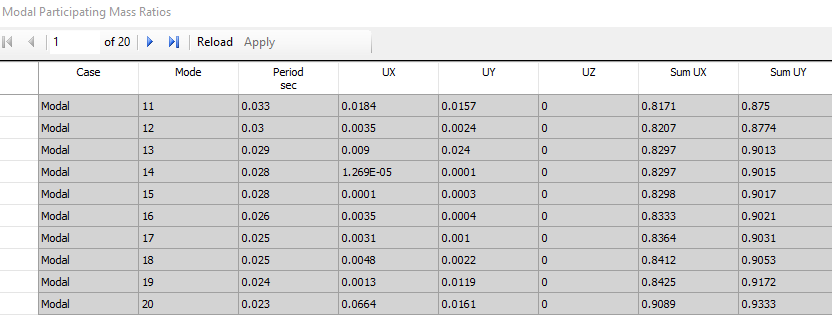 Modal Participating Mass Ratios
1 of 20 Reload Apply
Case Mode Period sec UX UY UZ Sum UX Sum UY
Modal 11 0.033 0.0184 0.0157 0 0.8171 0.875
Modal 12 0.03 0.0035 0.0024 0 0.8207 0.8774
Modal 13 0.029 0.009 0.024 0 0.8297 0.9013
Modal 14 0.028 1.269E-05 0.0001 0 0.8297 0.9015
Modal 15 0.028 0.0001 0.0003 0 0.8298 0.9017
Modal 16 0.026 0.0035 0.0004 0 0.8333 0.9021
Modal 17 0.025 0.0031 0.001 0 0.8364 0.9031
Modal 18 0.025 0.0048 0.0022 0 0.8412 0.9053
Modal 19 0.024 0.0013 0.0119 0 0.8425 0.9172
Modal 20 0.023 0.0664 0.0161 0 0.9089 0.9333